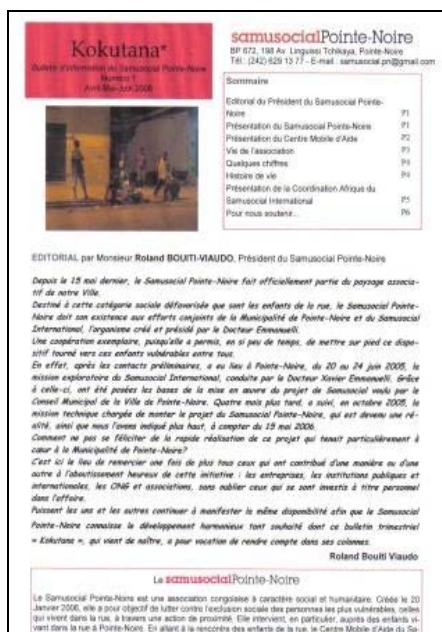 Kokutana*
Bulletin d'information du Samusocial Pointe-Noire
Numéro 1
Avril-Mai-Juin 2006
samusocialPointe-Noire
BP 672, 198 Av. Linguissi Tchikaya, Pointe-Noire
Tél : (242) 629 13 77 - E-mail : samusocial.pn@gmail.com
Sommaire
Editorial du Président du Samusocial Pointe-
Noire P1
Présentation du Samusocial Pointe-Noire P1
Présentation du Centre Mobile d'Aide P2
Vie de l'association P3
Quelques chiffres P4
Histoire de vie P4
Présentation de la Coordination Afrique du
Samusocial International P5
Pour nous soutenir... P6
EDITORIAL par Monsieur Roland BOUITI-VIAUDO, Président du Samusocial Pointe-Noire
Depuis le 15 mai dernier, le Samusocial Pointe-Noire fait officiellement partie du paysage associa-
tif de notre Ville.
Destiné à cette catégorie sociale défavorisée que sont les enfants de la rue, le Samusocial Pointe-
Noire doit son existence aux efforts conjoints de la Municipalité de Pointe-Noire et du Samusocial
International, l'organisme créé et présidé par le Docteur Emmanuelli.
Une coopération exemplaire, puisqu'elle a permis, en si peu de temps, de mettre sur pied ce dispo-
sitif tourné vers ces enfants vulnérables entre tous.
En effet, après les contacts préliminaires, a eu lieu à Pointe-Noire, du 20 au 24 juin 2005, la
mission exploratoire du Samusocial International, conduite par le Docteur Xavier Emmanuelli. Grâce
à celle-ci, ont été posées les bases de la mise en œuvre du projet de Samusocial voulu par le
Conseil Municipal de la Ville de Pointe-Noire. Quatre mois plus tard, a suivi, en octobre 2005, la
mission technique chargée de monter le projet du Samusocial Pointe-Noire, qui est devenu une ré-
alité, ainsi que nous l'avons indiqué plus haut, à compter du 15 mai 2006.
Comment ne pas se féliciter de la rapide réalisation de ce projet qui tenait particulièrement à
cœur à la Municipalité de Pointe-Noire?
C'est ici le lieu de remercier une fois de plus tous ceux qui ont contribué d'une manière ou d'une
autre à l'aboutissement heureux de cette initiative : les entreprises, les institutions publiques et
internationales, les ONG et associations, sans oublier ceux qui se sont investis à titre personnel
dans l'affaire.
Puissent les uns et les autres continuer à manifester la même disponibilité afin que le Samusocial
Pointe-Noire connaisse le développement harmonieux tant souhaité dont ce bulletin trimestriel
« Kokutana », qui vient de naître, a pour vocation de rendre compte dans ses colonnes.
Roland Bouiti Viaudo
Le samusocialPointe-Noire
Le Samusocial Pointe-Noire est une association congolaise à caractère social et humanitaire. Créée le 20
Janvier 2006, elle a pour objectif de lutter contre l'exclusion sociale des personnes les plus vulnérables, celles
qui vivent dans la rue, à travers une action de proximité. Elle intervient, en particulier, auprès des enfants vi-
vant dans la rue à Pointe-Noire. En allant à la rencontre des enfants de la rue, le Centre Mobile d'Aide du Sa-